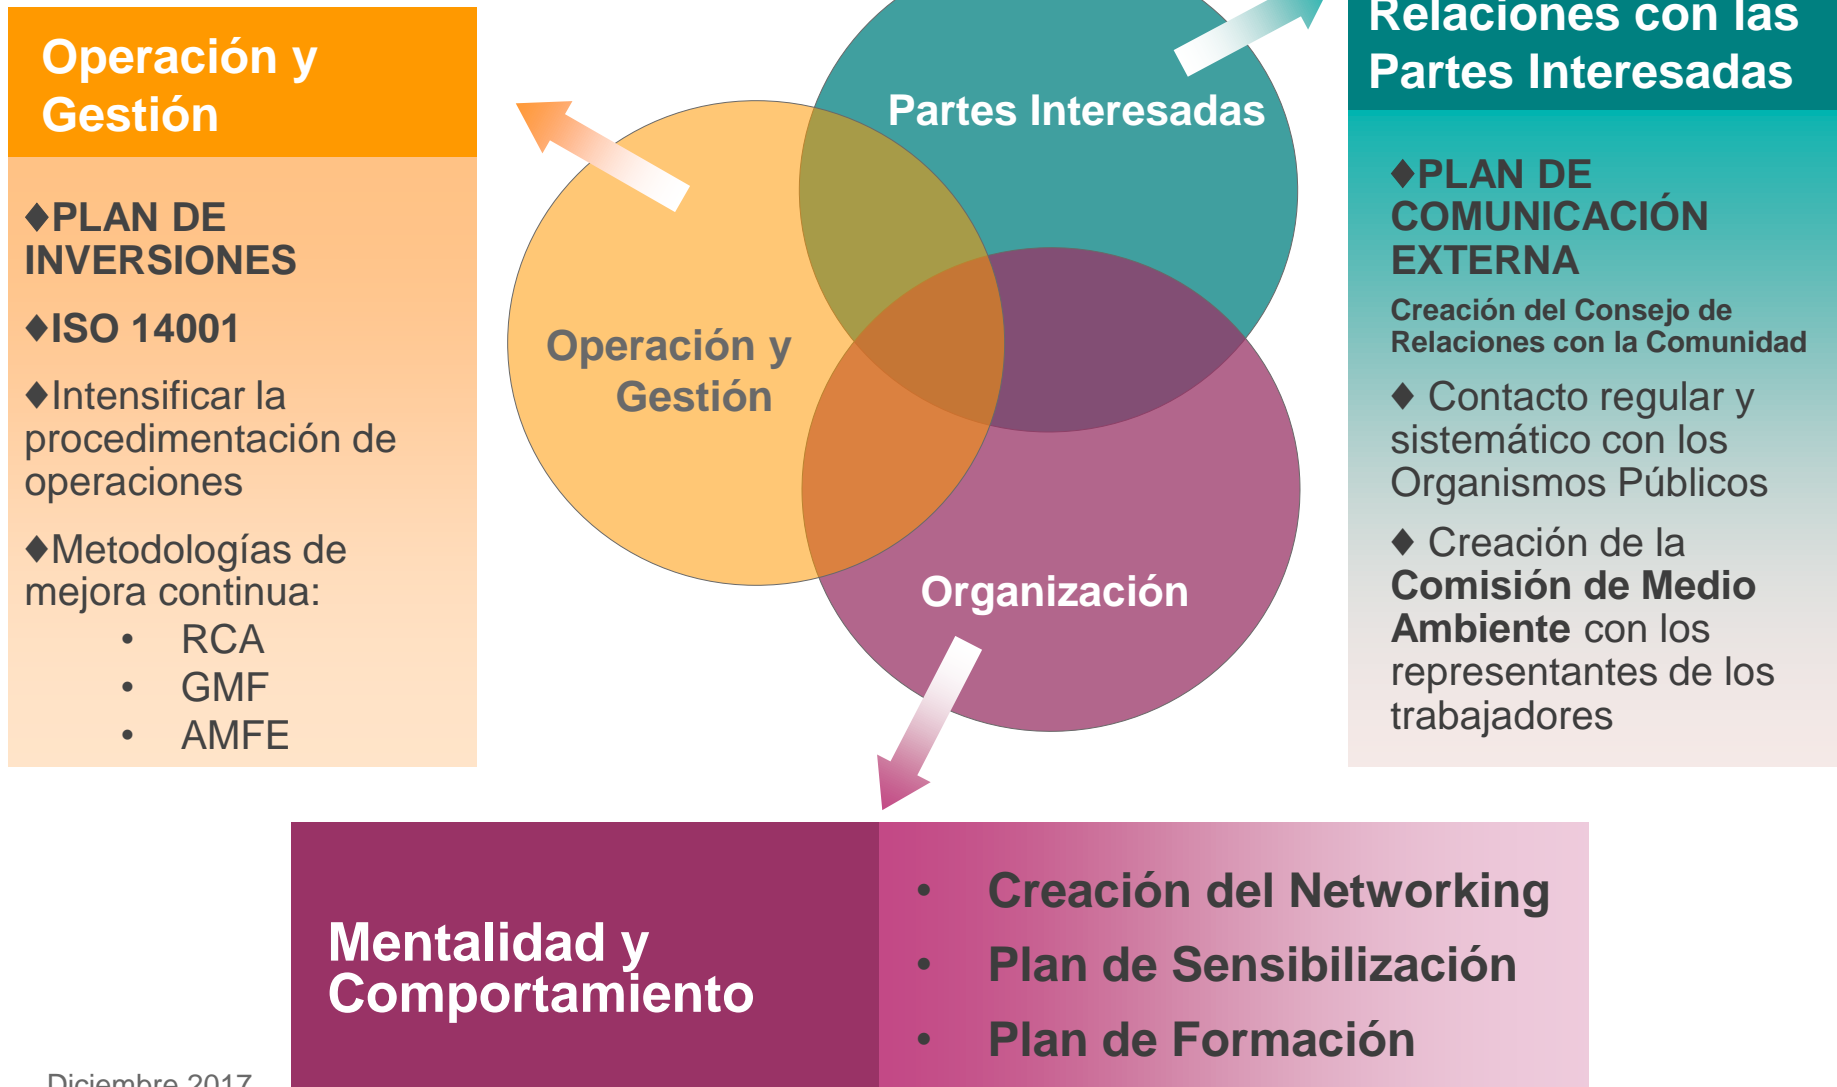 Operación y
Gestión
♦PLAN DE
INVERSIONES
♦ISO 14001
♦Intensificar la
procedimentación de
operaciones
♦Metodologías de
mejora continua:
• RCA
• GMF
• AMFE
Partes Interesadas
Operación y
Gestión
Organización
Relaciones con las
Partes Interesadas
♦PLAN DE
COMUNICACIÓN
EXTERNA
Creación del Consejo de
Relaciones con la Comunidad
♦ Contacto regular y
sistemático con los
Organismos Públicos
♦ Creación de la
Comisión de Medio
Ambiente con los
representantes de los
trabajadores
Mentalidad y
Comportamiento
• Creación del Networking
• Plan de Sensibilización
• Plan de Formación
Diciembre 2017